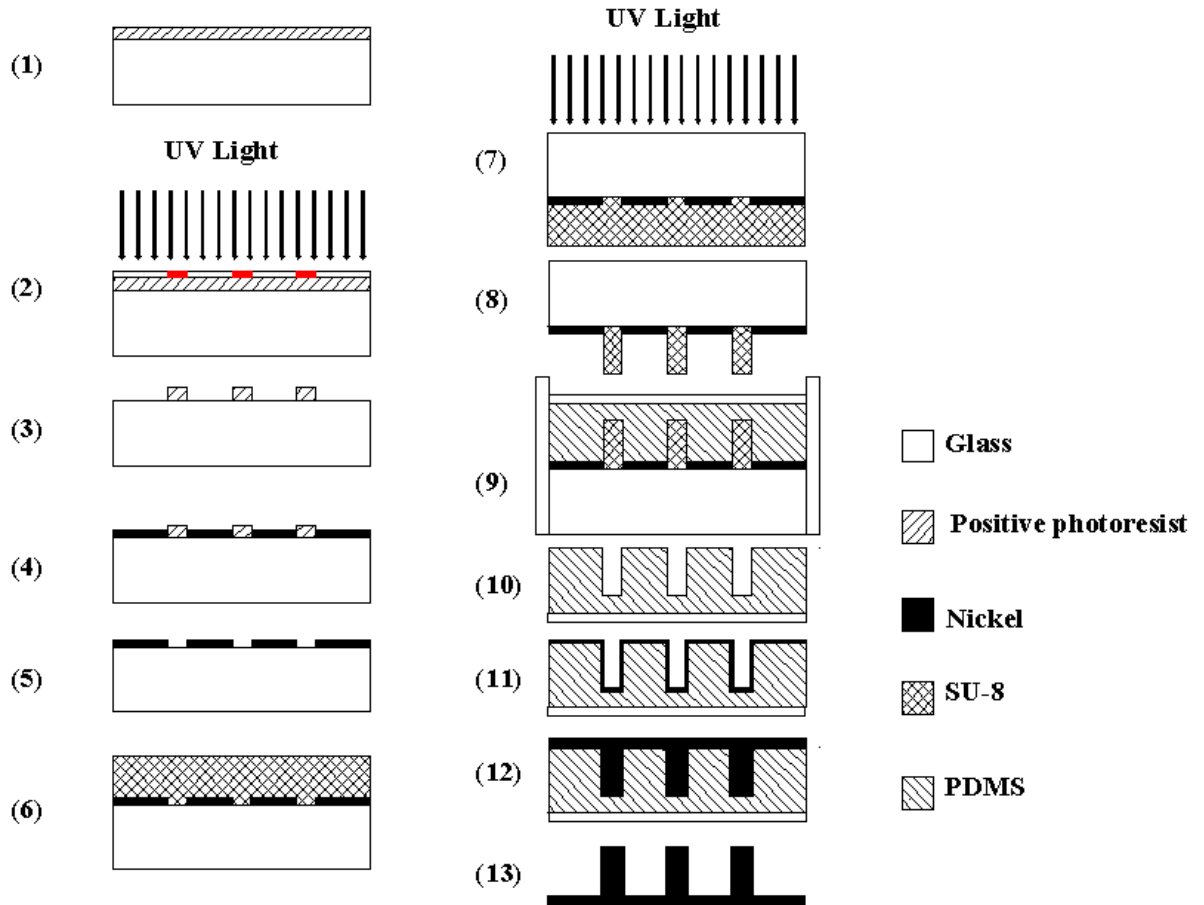 (1)
UV Light
(2)
(3)
(4)
(5)
(6)
UV Light
(7)
(8)
(9)
(10)
(11)
(12)
(13)
Glass
Positive photoresist
Nickel
SU-8
PDMS